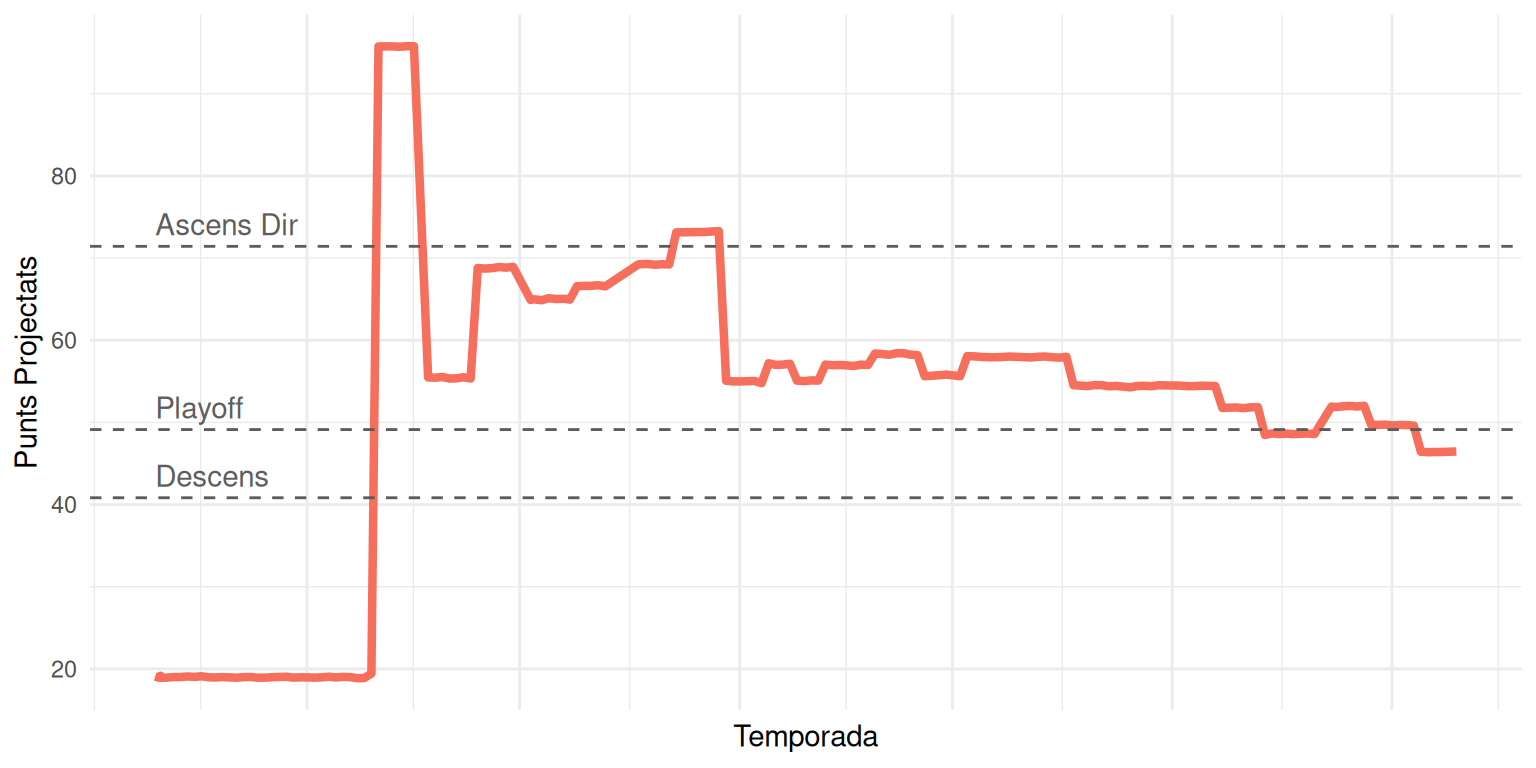 80
Ascens Dir
60
Playoff
Descens
40
20
Punts Projectats
Temporada